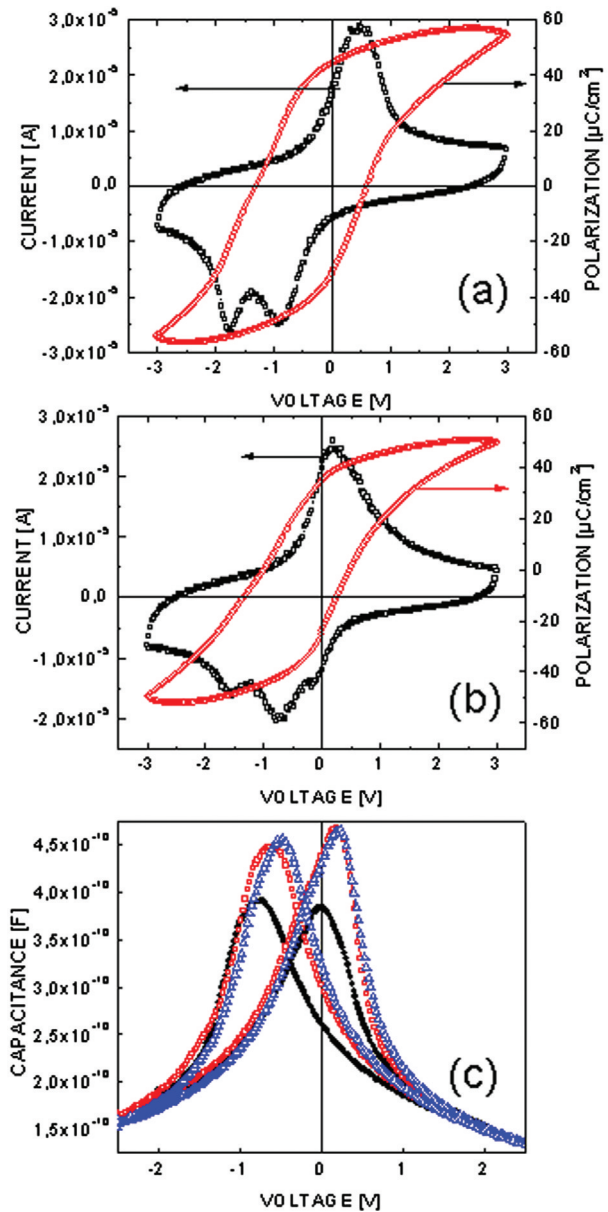 3,0x10⁻⁵
2,0x10⁻⁵
1,0x10⁻⁵
0,0
-1,0x10⁻⁵
-2,0x10⁻⁵
-3,0x10⁻⁵
CURRENT [A]
60
40
20
0
-20
-40
-60
POLARIZATION [µC/cm²]
(a)
-3 -2 -1 0 1 2 3
VOLTAGE [V]
3,0x10⁻⁵
2,0x10⁻⁵
1,0x10⁻⁵
0,0
-1,0x10⁻⁵
-2,0x10⁻⁵
CURRENT [A]
60
40
20
0
-20
-40
-60
POLARIZATION [µC/cm²]
(b)
-3 -2 -1 0 1 2 3
VOLTAGE [V]
4,5x10⁻¹⁰
4,0x10⁻¹⁰
3,5x10⁻¹⁰
3,0x10⁻¹⁰
2,5x10⁻¹⁰
2,0x10⁻¹⁰
1,5x10⁻¹⁰
CAPACITANCE [F]
(c)
-2 -1 0 1 2
VOLTAGE [V]